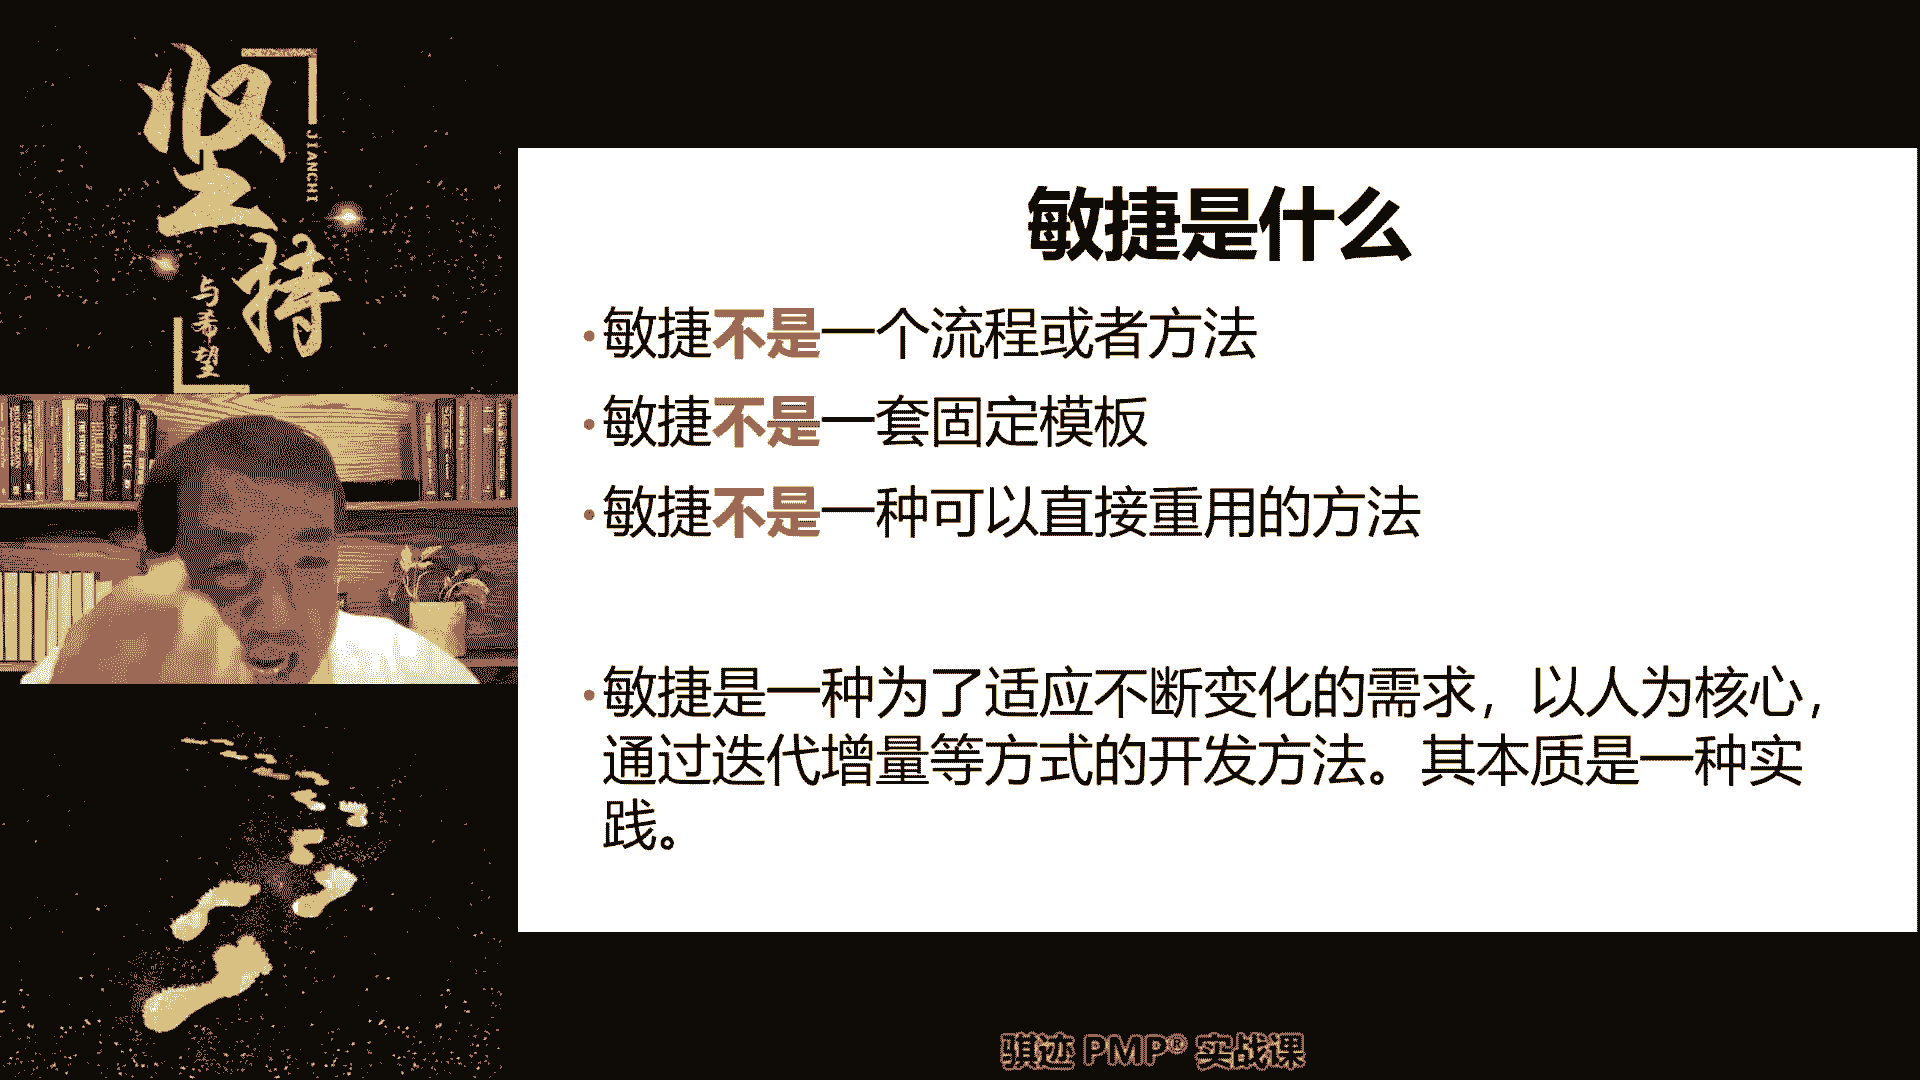 坚持
JIANCHI
与希望
敏捷是什么
•敏捷不是一个流程或者方法
•敏捷不是一套固定模板
•敏捷不是一种可以直接重用的方法
•敏捷是一种为了适应不断变化的需求，以人为核心，
通过迭代增量等方式的开发方法。其本质是一种实
践。
骐迹 PMP® 实战课